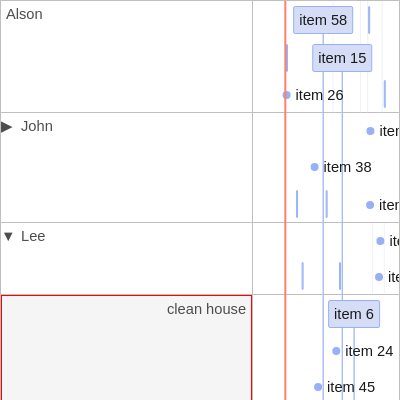 Alson
item 58
item 15
item 26
▶ John
item 38
▼ Lee
clean house
item 6
item 24
item 45